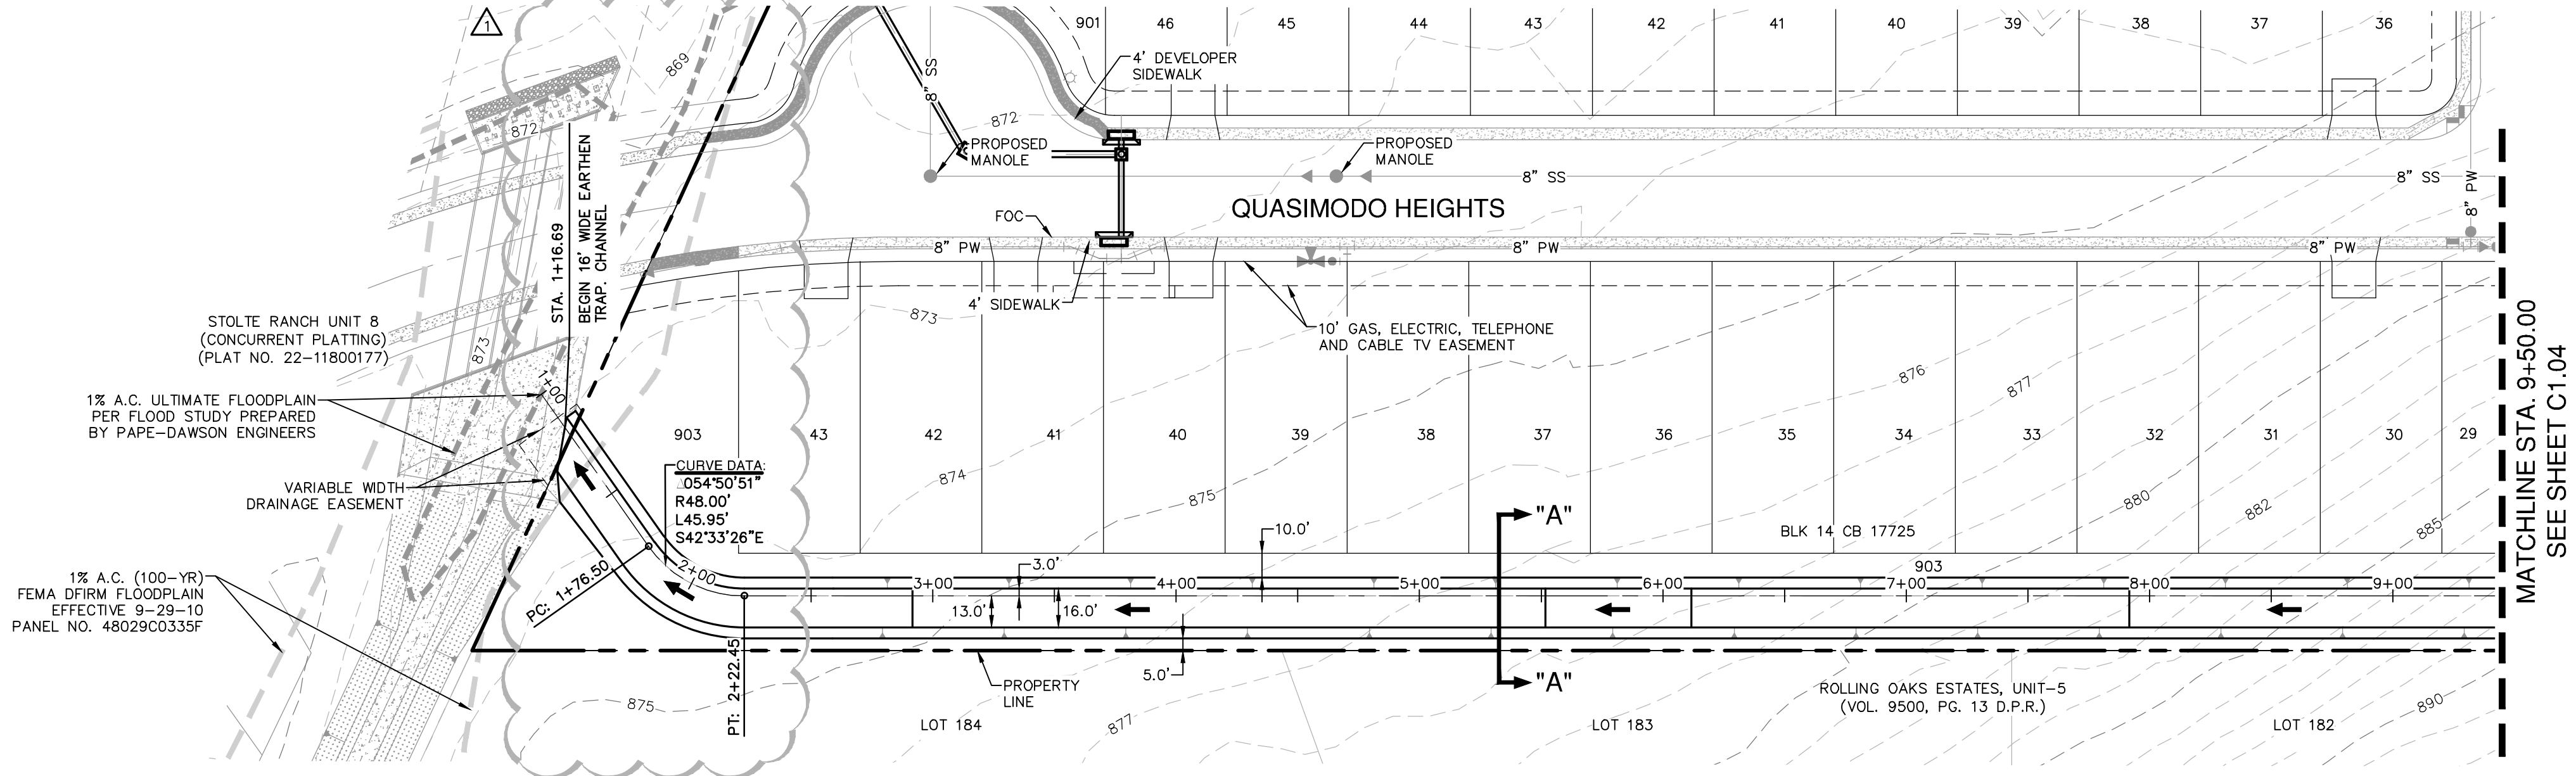 1
901
46
45
44
43
42
41
40
39
38
37
36
869
872
8" SS
4' DEVELOPER
SIDEWALK
872
PROPOSED
MANOLE
PROPOSED
MANOLE
8" SS
8" SS
8" PW
QUASIMODO HEIGHTS
FOC
8" PW
8" PW
8" PW
4' SIDEWALK
873
10' GAS, ELECTRIC, TELEPHONE
AND CABLE TV EASEMENT
STA. 1+16.69
BEGIN 16' WIDE EARTHEN
TRAP. CHANNEL
STOLTE RANCH UNIT 8
(CONCURRENT PLATTING)
(PLAT NO. 22-11800177)
873
1+00
1% A.C. ULTIMATE FLOODPLAIN
PER FLOOD STUDY PREPARED
BY PAPE-DAWSON ENGINEERS
VARIABLE WIDTH
DRAINAGE EASEMENT
876
877
903
43
42
41
40
39
38
37
36
35
34
33
32
31
30
29
CURVE DATA:
Δ054°50'51"
R48.00'
L45.95'
S42°33'26"E
874
875
880
882
885
"A"
BLK 14 CB 17725
10.0'
903
1% A.C. (100-YR)
FEMA DFIRM FLOODPLAIN
EFFECTIVE 9-29-10
PANEL NO. 48029C0335F
PC: 1+76.50
2+00
3+00
4+00
5+00
6+00
7+00
8+00
9+00
3.0'
13.0'
16.0'
5.0'
PT: 2+22.45
PROPERTY
LINE
"A"
875
877
LOT 184
LOT 183
ROLLING OAKS ESTATES, UNIT-5
(VOL. 9500, PG. 13 D.P.R.)
LOT 182
890
MATCHLINE STA. 9+50.00
SEE SHEET C1.04